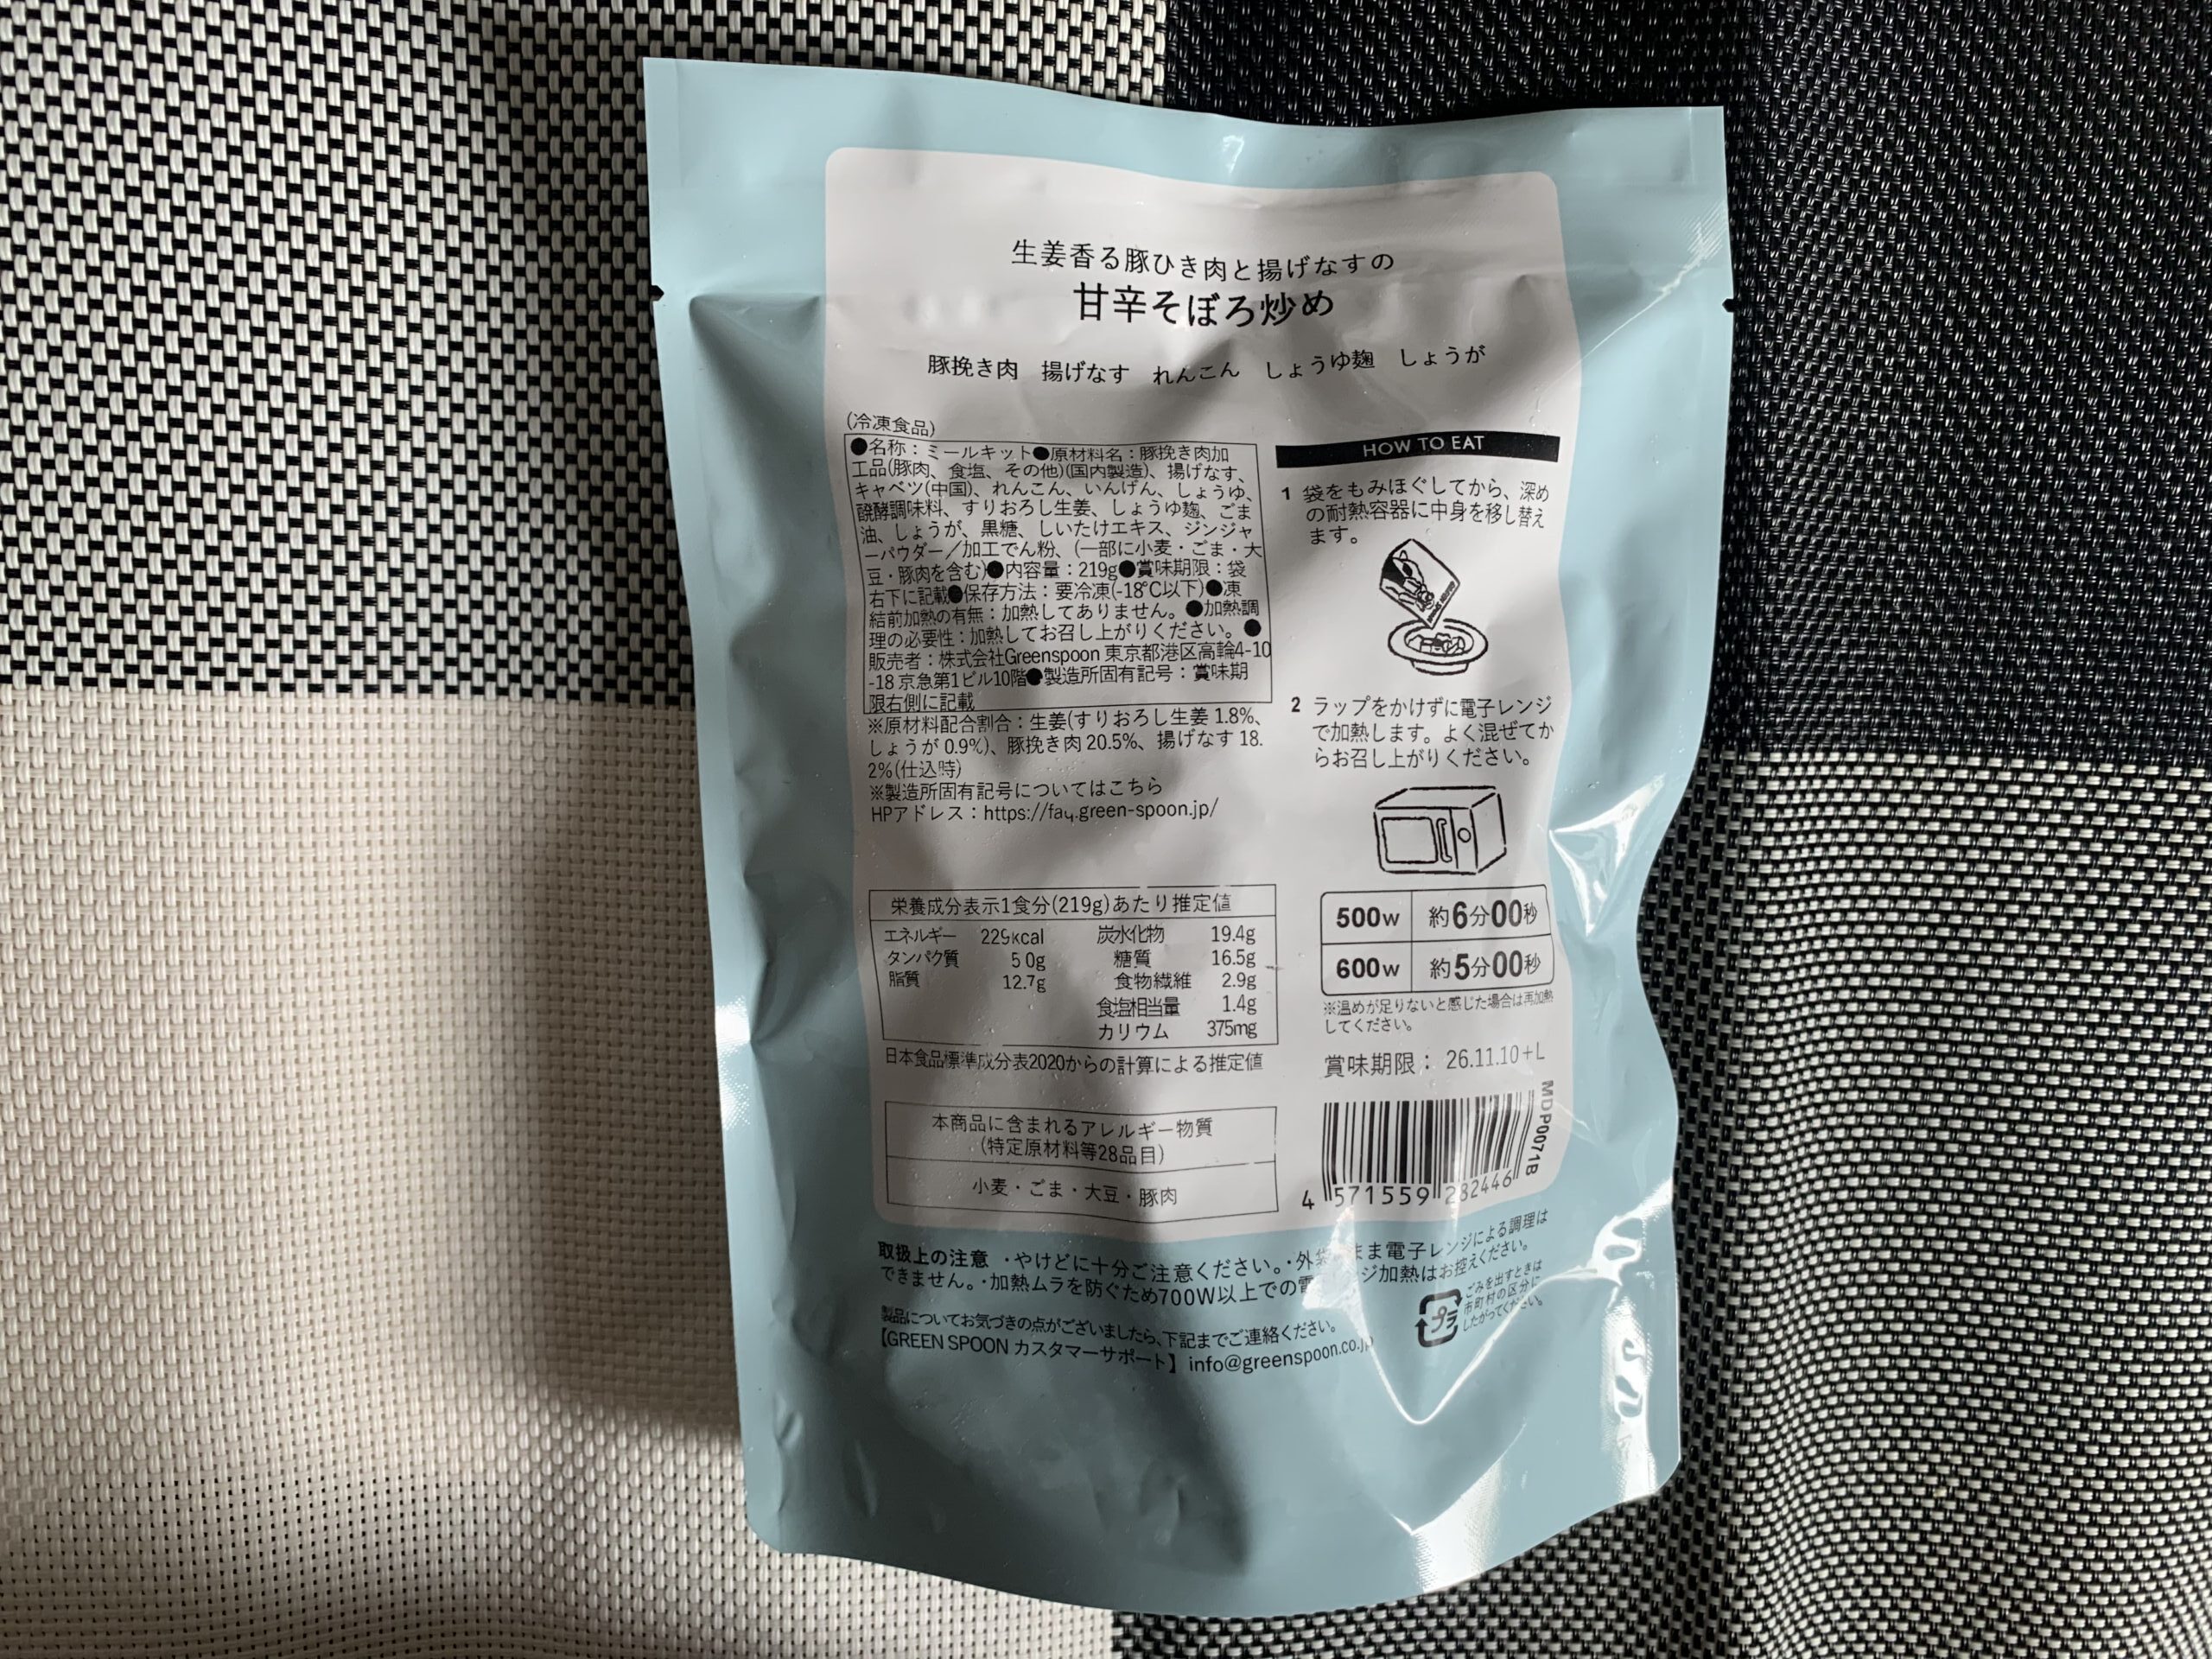 生姜香る豚ひき肉と揚げなすの
甘辛そぼろ炒め
豚挽き肉 揚げなす れんこん しょうゆ麹 しょうが
(冷凍食品)
●名称：ミールキット●原材料名：豚挽き肉加
工品(豚肉、食塩、その他)(国内製造)、揚げなす、
キャベツ(中国)、れんこん、いんげん、しょうゆ、
醗酵調味料、すりおろし生姜、しょうゆ麹、ごま
油、しょうが、黒糖、しいたけエキス、ジンジャ
ーパウダー／加工でん粉、(一部に小麦・ごま・大
豆・豚肉を含む)●内容量：219g●賞味期限：袋
右下に記載●保存方法：要冷凍(-18℃以下)●凍
結前加熱の有無：加熱してありません。●加熱調
理の必要性：加熱してお召し上がりください。●
販売者：株式会社Greenspoon 東京都港区高輪4-10
-18 京急第1ビル10階●製造所固有記号：賞味期
限右側に記載
※原材料配合割合：生姜(すりおろし生姜 1.8%、
しょうが 0.9%)、豚挽き肉 20.5%、揚げなす 18.
2%(仕込時)
※製造所固有記号についてはこちら
HPアドレス：https://faq.green-spoon.jp/
栄養成分表示1食分(219g)あたり推定値
エネルギー 229kcal 炭水化物 19.4g
タンパク質 5.0g 糖質 16.5g
脂質 12.7g 食物繊維 2.9g
食塩相当量 1.4g
カリウム 375mg
日本食品標準成分表2020からの計算による推定値
本商品に含まれるアレルギー物質
(特定原材料等28品目)
小麦・ごま・大豆・豚肉
HOW TO EAT
1 袋をもみほぐしてから、深め
の耐熱容器に中身を移し替え
ます。
2 ラップをかけずに電子レンジ
で加熱します。よく混ぜてか
らお召し上がりください。
500w 約6分00秒
600w 約5分00秒
※温めが足りないと感じた場合は再加熱
してください。
賞味期限： 26.11.10+L
MDP0071B
4 571559 282446
取扱上の注意 ・やけどに十分ご注意ください。・外袋 まま電子レンジによる調理は
できません。・加熱ムラを防ぐため700W以上での電 ジ加熱はお控えください。
製品についてお気づきの点がございましたら、下記までご連絡ください。
【GREEN SPOON カスタマーサポート】 info@greenspoon.co.jp
プラ
ごみを出すときは
市町村の区分に
したがってください。